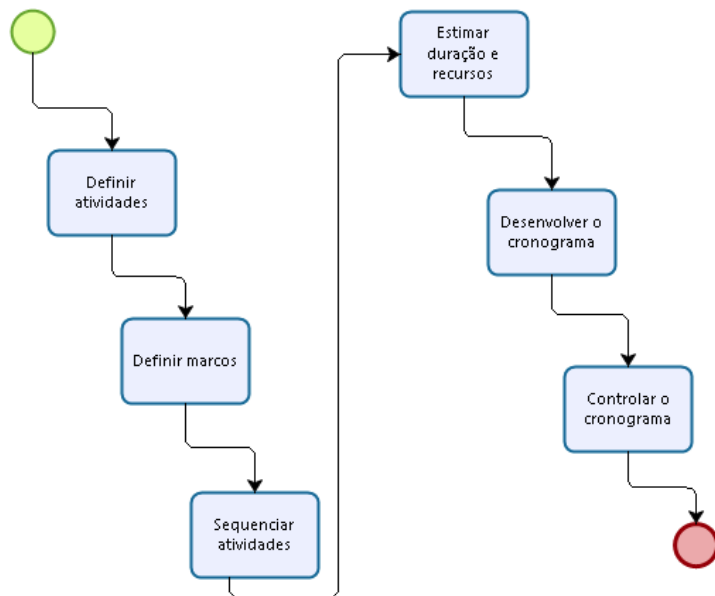 Definir
atividades
Definir marcos
Sequenciar
atividades
Estimar
duração e
recursos
Desenvolver o
cronograma
Controlar o
cronograma